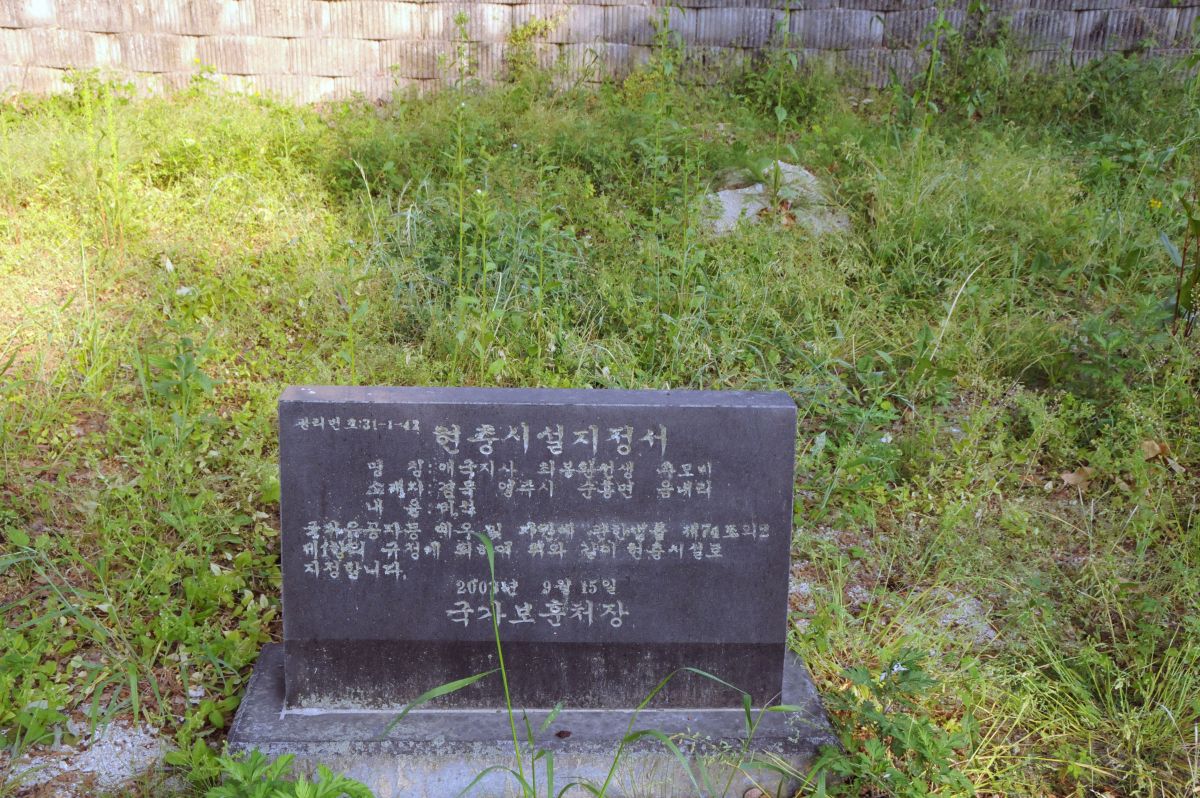 관리번호:31-1-42
현충시설지정서
명 칭:애국지사 최봉환선생 추모비
소재지:경북 영주시 순흥면 읍내리
내 용:비석
국가유공자등 예우 및 지원에 관한법률 제74조의2
제1항의 규정에 의하여 위와 같이 현충시설로
지정합니다.
2003년 9월 15일
국가보훈처장